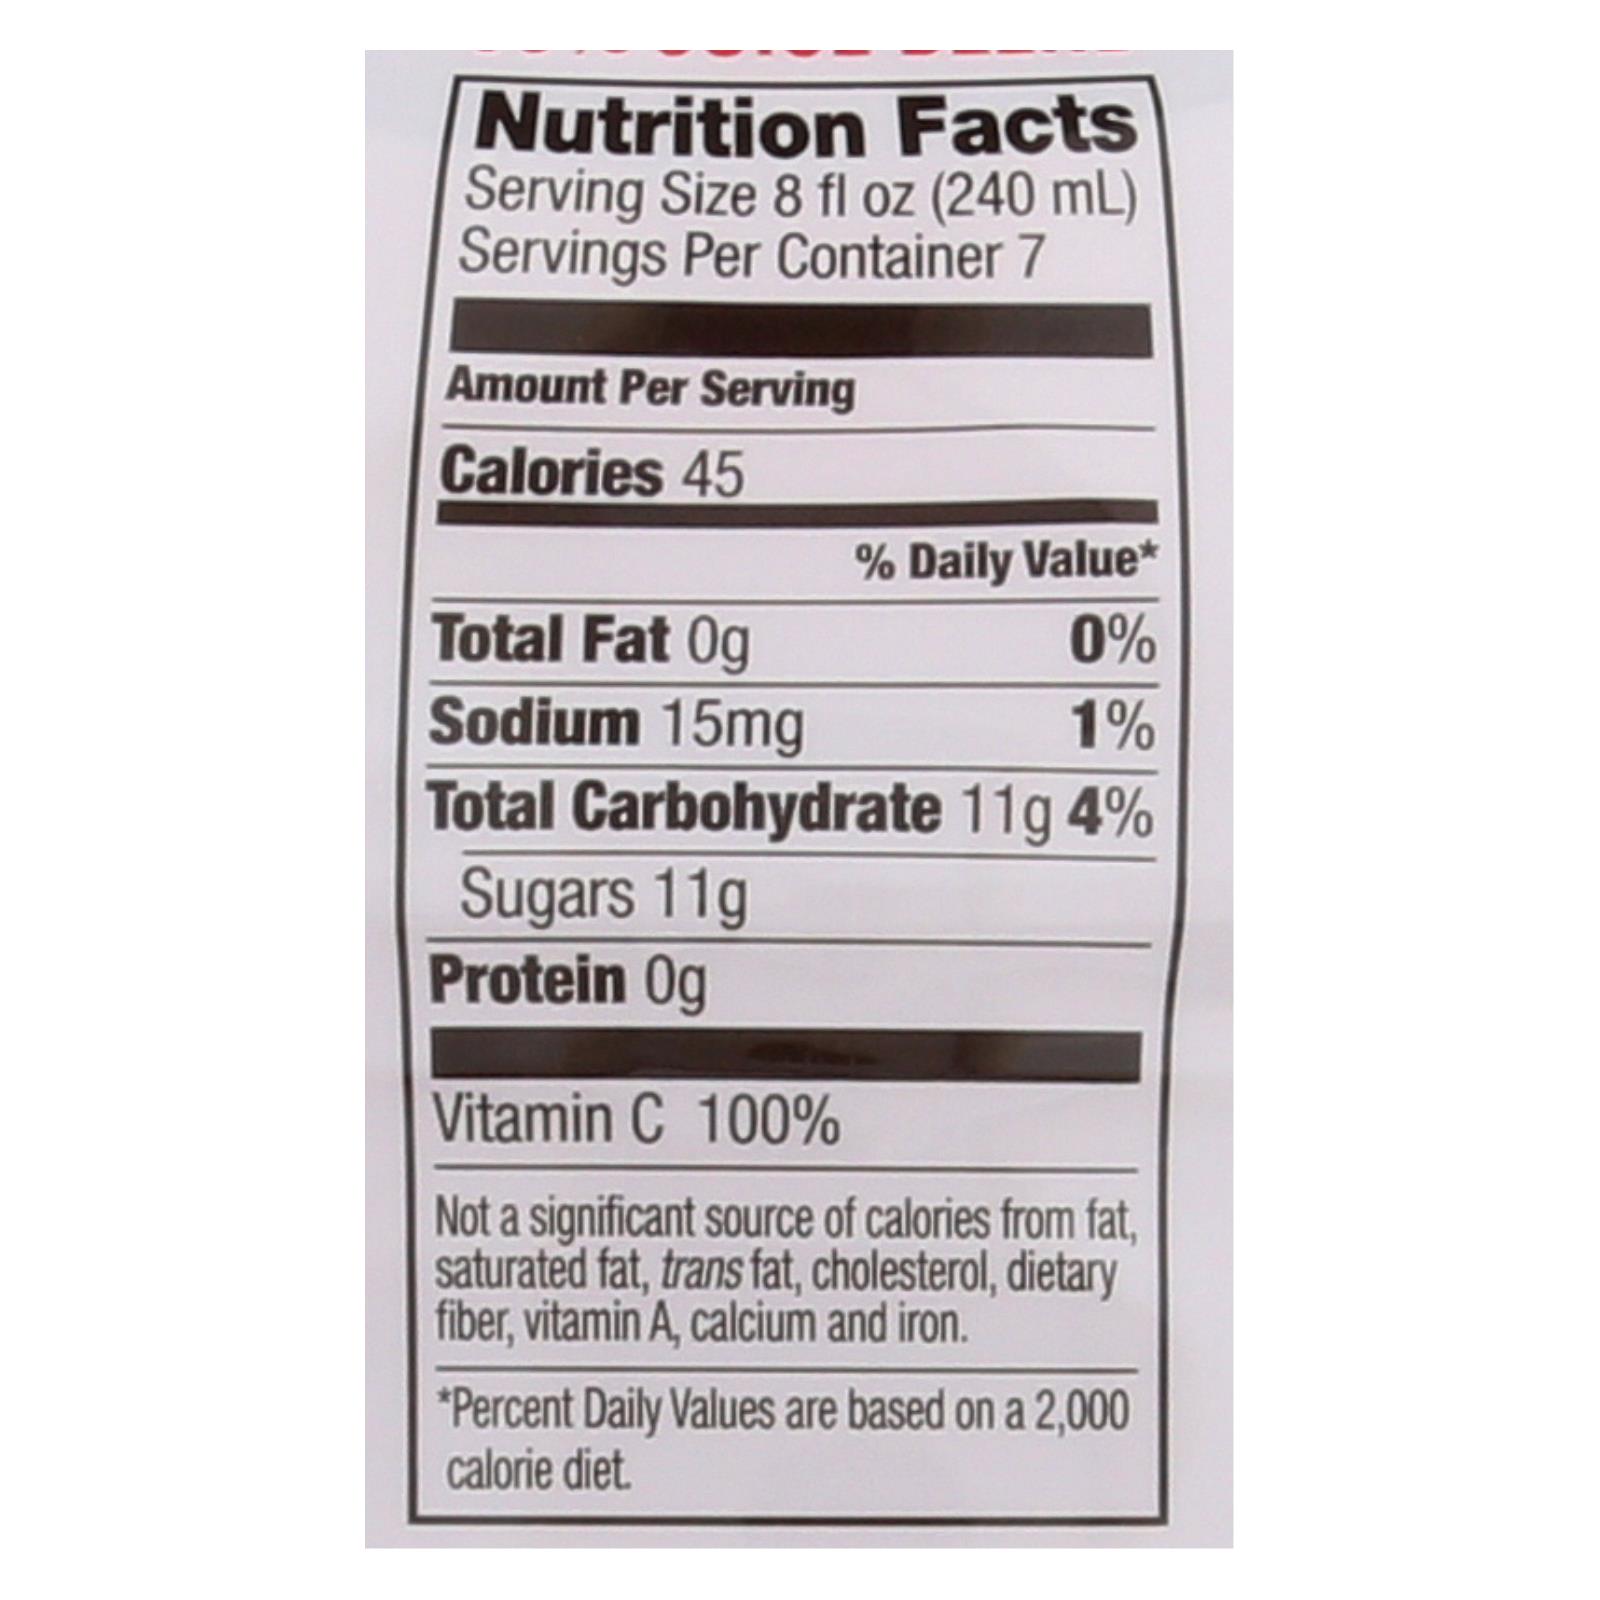 Nutrition Facts
Serving Size 8 fl oz (240 mL)
Servings Per Container 7
Amount Per Serving
Calories 45
% Daily Value*
Total Fat 0g 0%
Sodium 15mg 1%
Total Carbohydrate 11g 4%
Sugars 11g
Protein 0g
Vitamin C 100%
Not a significant source of calories from fat,
saturated fat, trans fat, cholesterol, dietary
fiber, vitamin A, calcium and iron.
*Percent Daily Values are based on a 2,000
calorie diet.